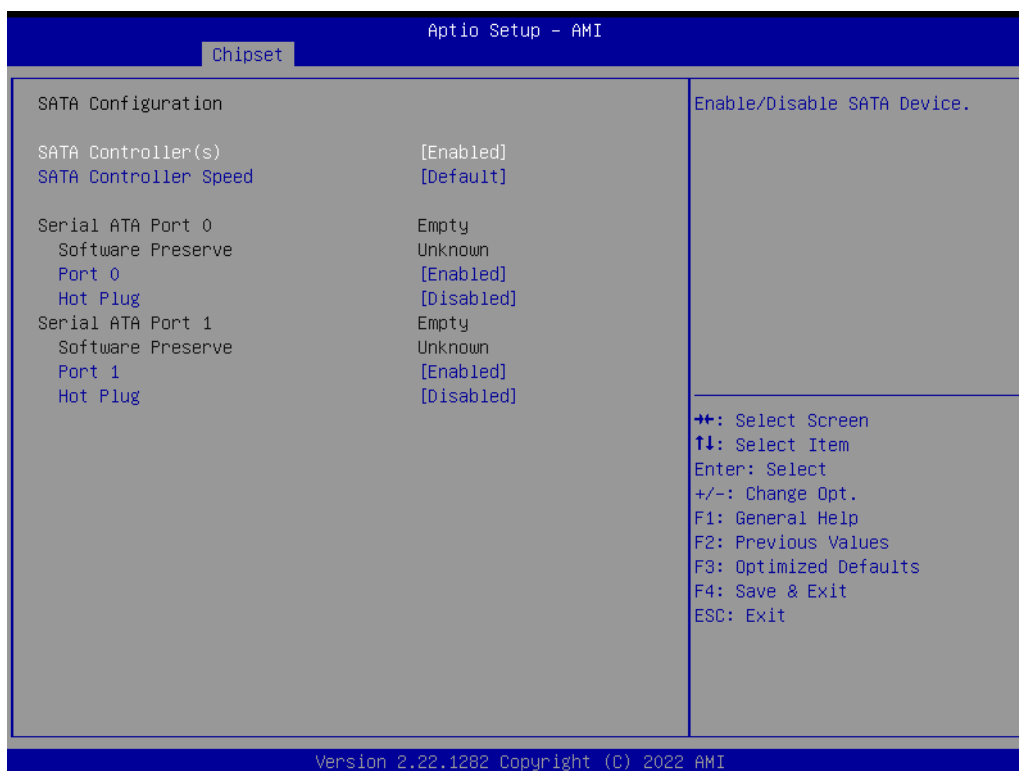 Aptio Setup – AMI
Chipset
SATA Configuration
Enable/Disable SATA Device.
SATA Controller(s) [Enabled]
SATA Controller Speed [Default]
Serial ATA Port 0 Empty
Software Preserve Unknown
Port 0 [Enabled]
Hot Plug [Disabled]
Serial ATA Port 1 Empty
Software Preserve Unknown
Port 1 [Enabled]
Hot Plug [Disabled]
→←: Select Screen
↑↓: Select Item
Enter: Select
+/-: Change Opt.
F1: General Help
F2: Previous Values
F3: Optimized Defaults
F4: Save & Exit
ESC: Exit
Version 2.22.1282 Copyright (C) 2022 AMI